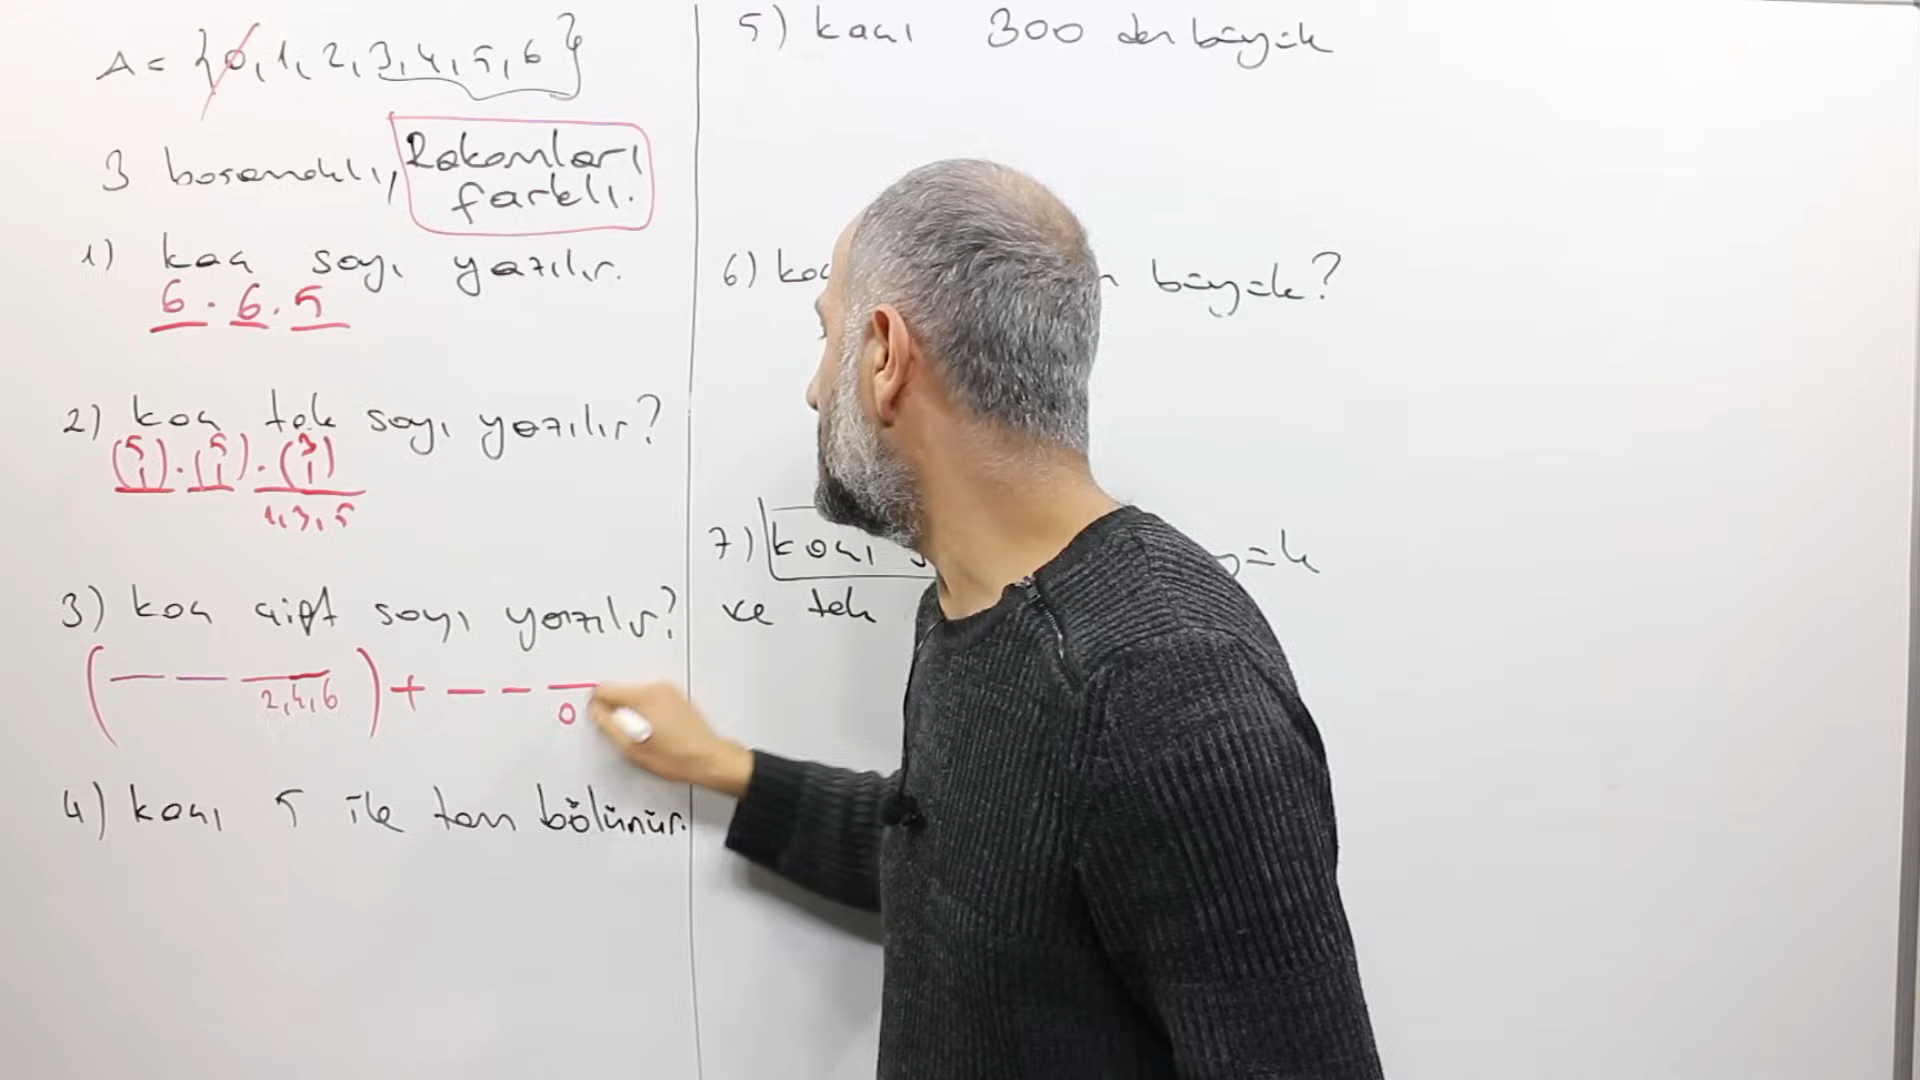 A = {0, 1, 2, 3, 4, 5, 6}
3 basamaklı, Rakamları
farklı.
1) kaç sayı yazılır.
6 . 6 . 5
2) kaç tek sayı yazılır?
(5 1) . (5 1) . (3 1)
1, 3, 5
3) kaç çift sayı yazılır?
( _ _ _ ) + _ _ _
2, 4, 6 0
4) kaçı 5 ile tam bölünür.
5) kaçı 300 den büyük
6) büyük?
7) kaçı
ve tek